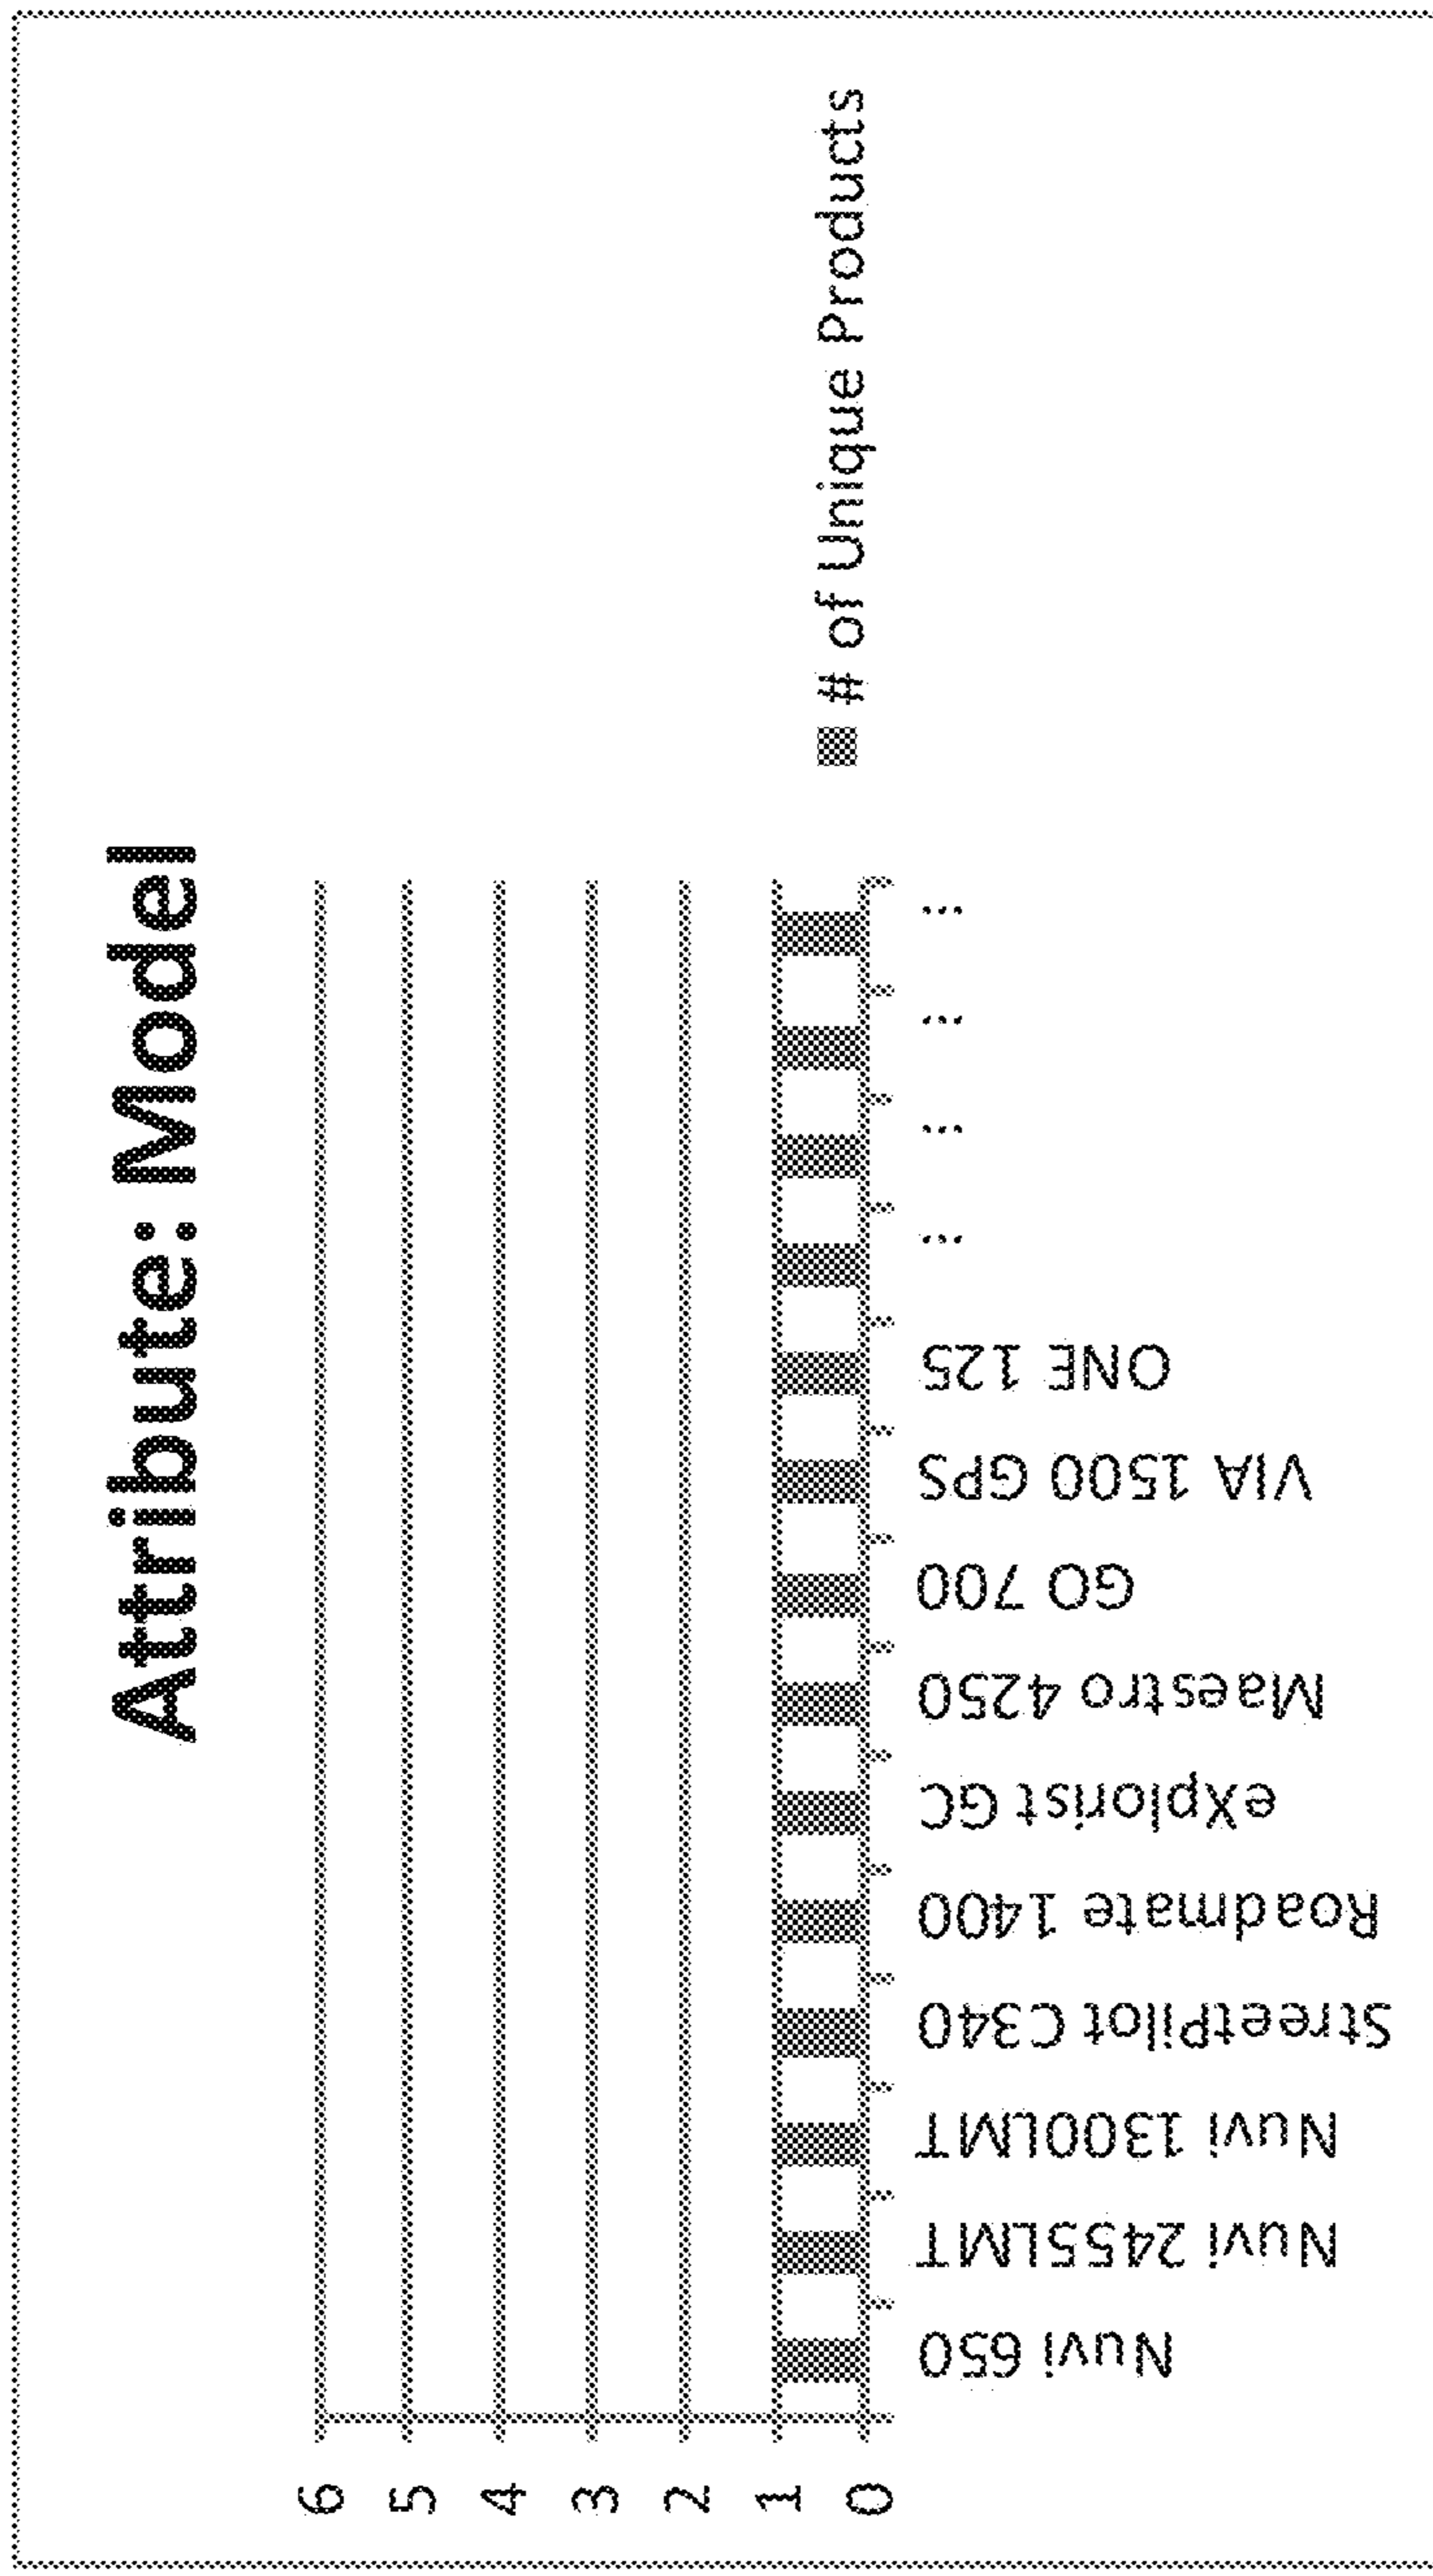 Attribute: Model
6
5
4
3
2
1
0
Nuvi 650
Nuvi 2455LMT
Nuvi 1300LMT
StreetPilot C340
Roadmate 1400
eXplorist GC
Maestro 4250
GO 700
VIA 1500 GPS
ONE 125
...
...
...
...
# of Unique Products